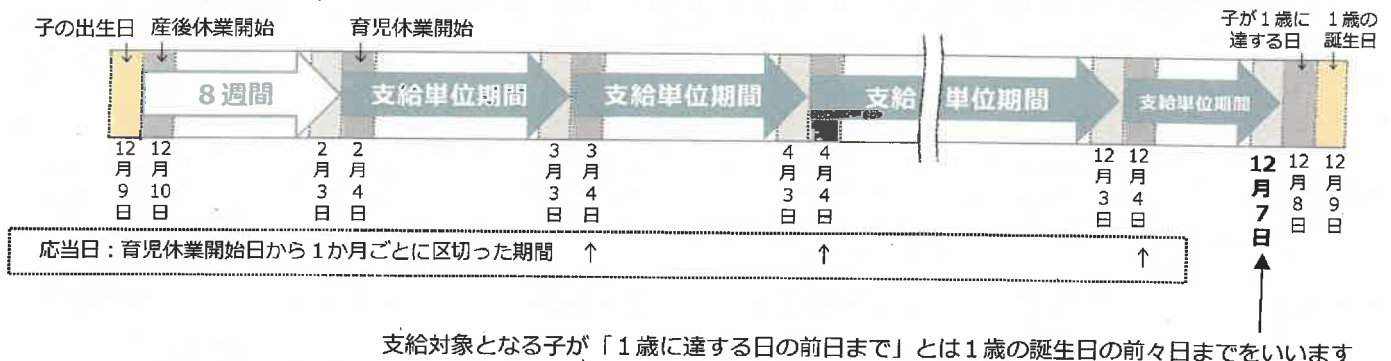 子の出生日 産後休業開始 育児休業開始 子が１歳に達する日 １歳の誕生日
８週間 支給単位期間 支給単位期間 支給 単位期間 支給単位期間
12月9日 12月10日 2月3日 2月4日 3月3日 3月4日 4月3日 4月4日 12月3日 12月4日 12月7日 12月8日 12月9日
応当日：育児休業開始日から１か月ごとに区切った期間 ↑ ↑ ↑
支給対象となる子が「１歳に達する日の前日まで」とは１歳の誕生日の前々日までをいいます